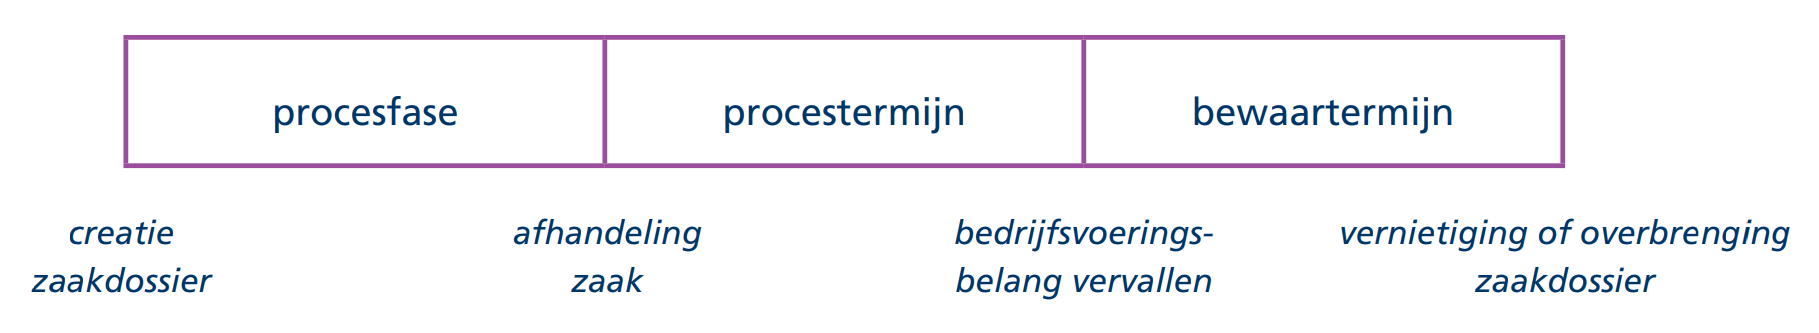 procesfase
procestermijn
bewaartermijn
creatie
zaakdossier
afhandeling
zaak
bedrijfsvoerings-
belang vervallen
vernietiging of overbrenging
zaakdossier